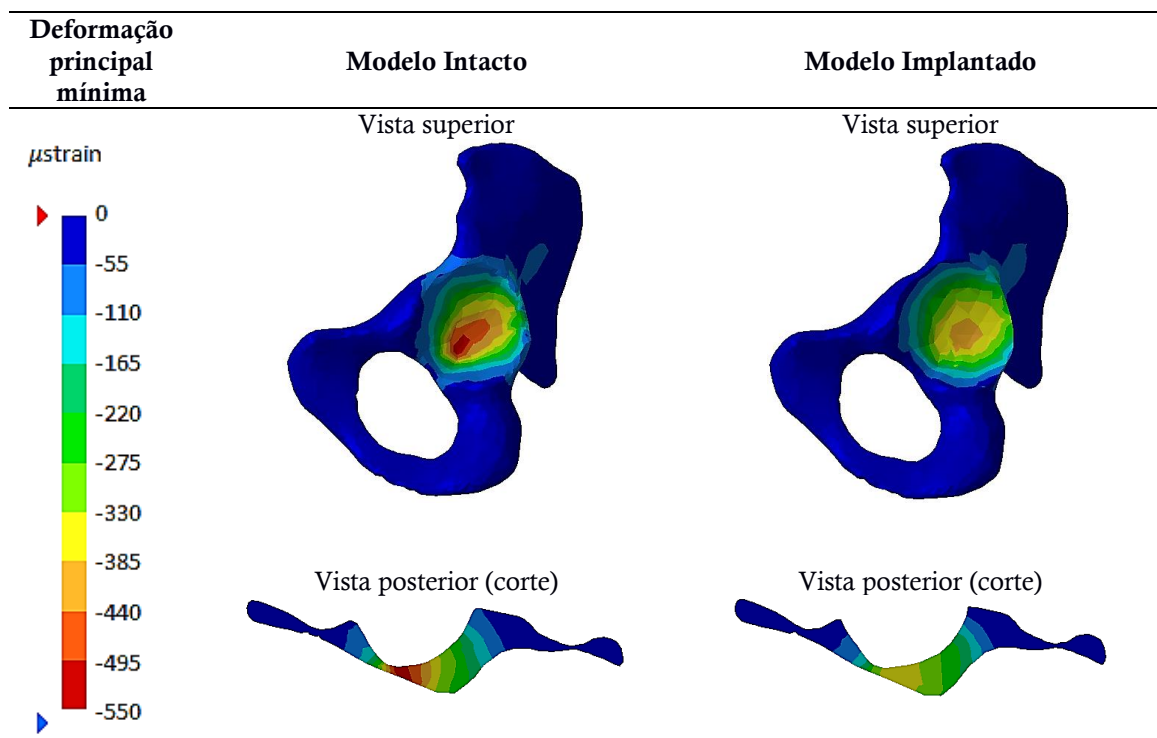 Deformação
principal
mínima
Modelo Intacto
Modelo Implantado
Vista superior
Vista superior
μstrain
0
-55
-110
-165
-220
-275
-330
-385
-440
-495
-550
Vista posterior (corte)
Vista posterior (corte)